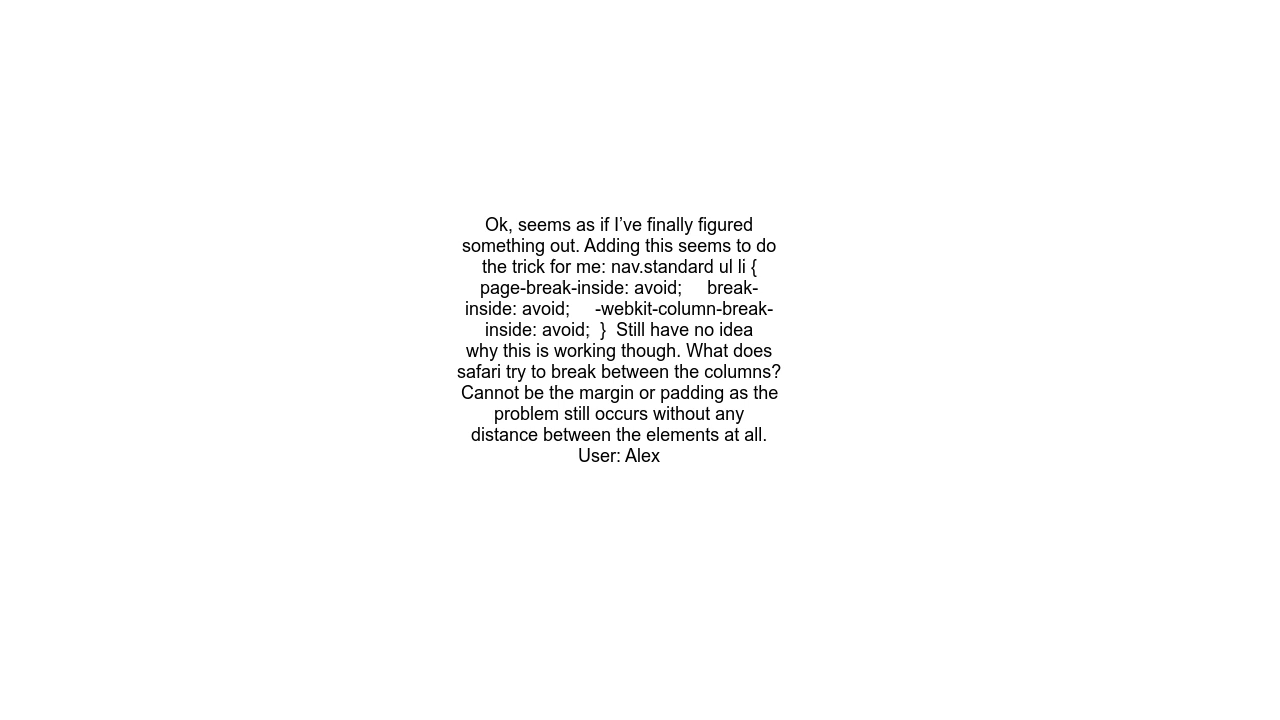 Ok, seems as if I’ve finally figured
something out. Adding this seems to do
the trick for me: nav.standard ul li {
page-break-inside: avoid;     break-
inside: avoid;     -webkit-column-break-
inside: avoid;  }  Still have no idea
why this is working though. What does
safari try to break between the columns?
Cannot be the margin or padding as the
problem still occurs without any
distance between the elements at all.
User: Alex